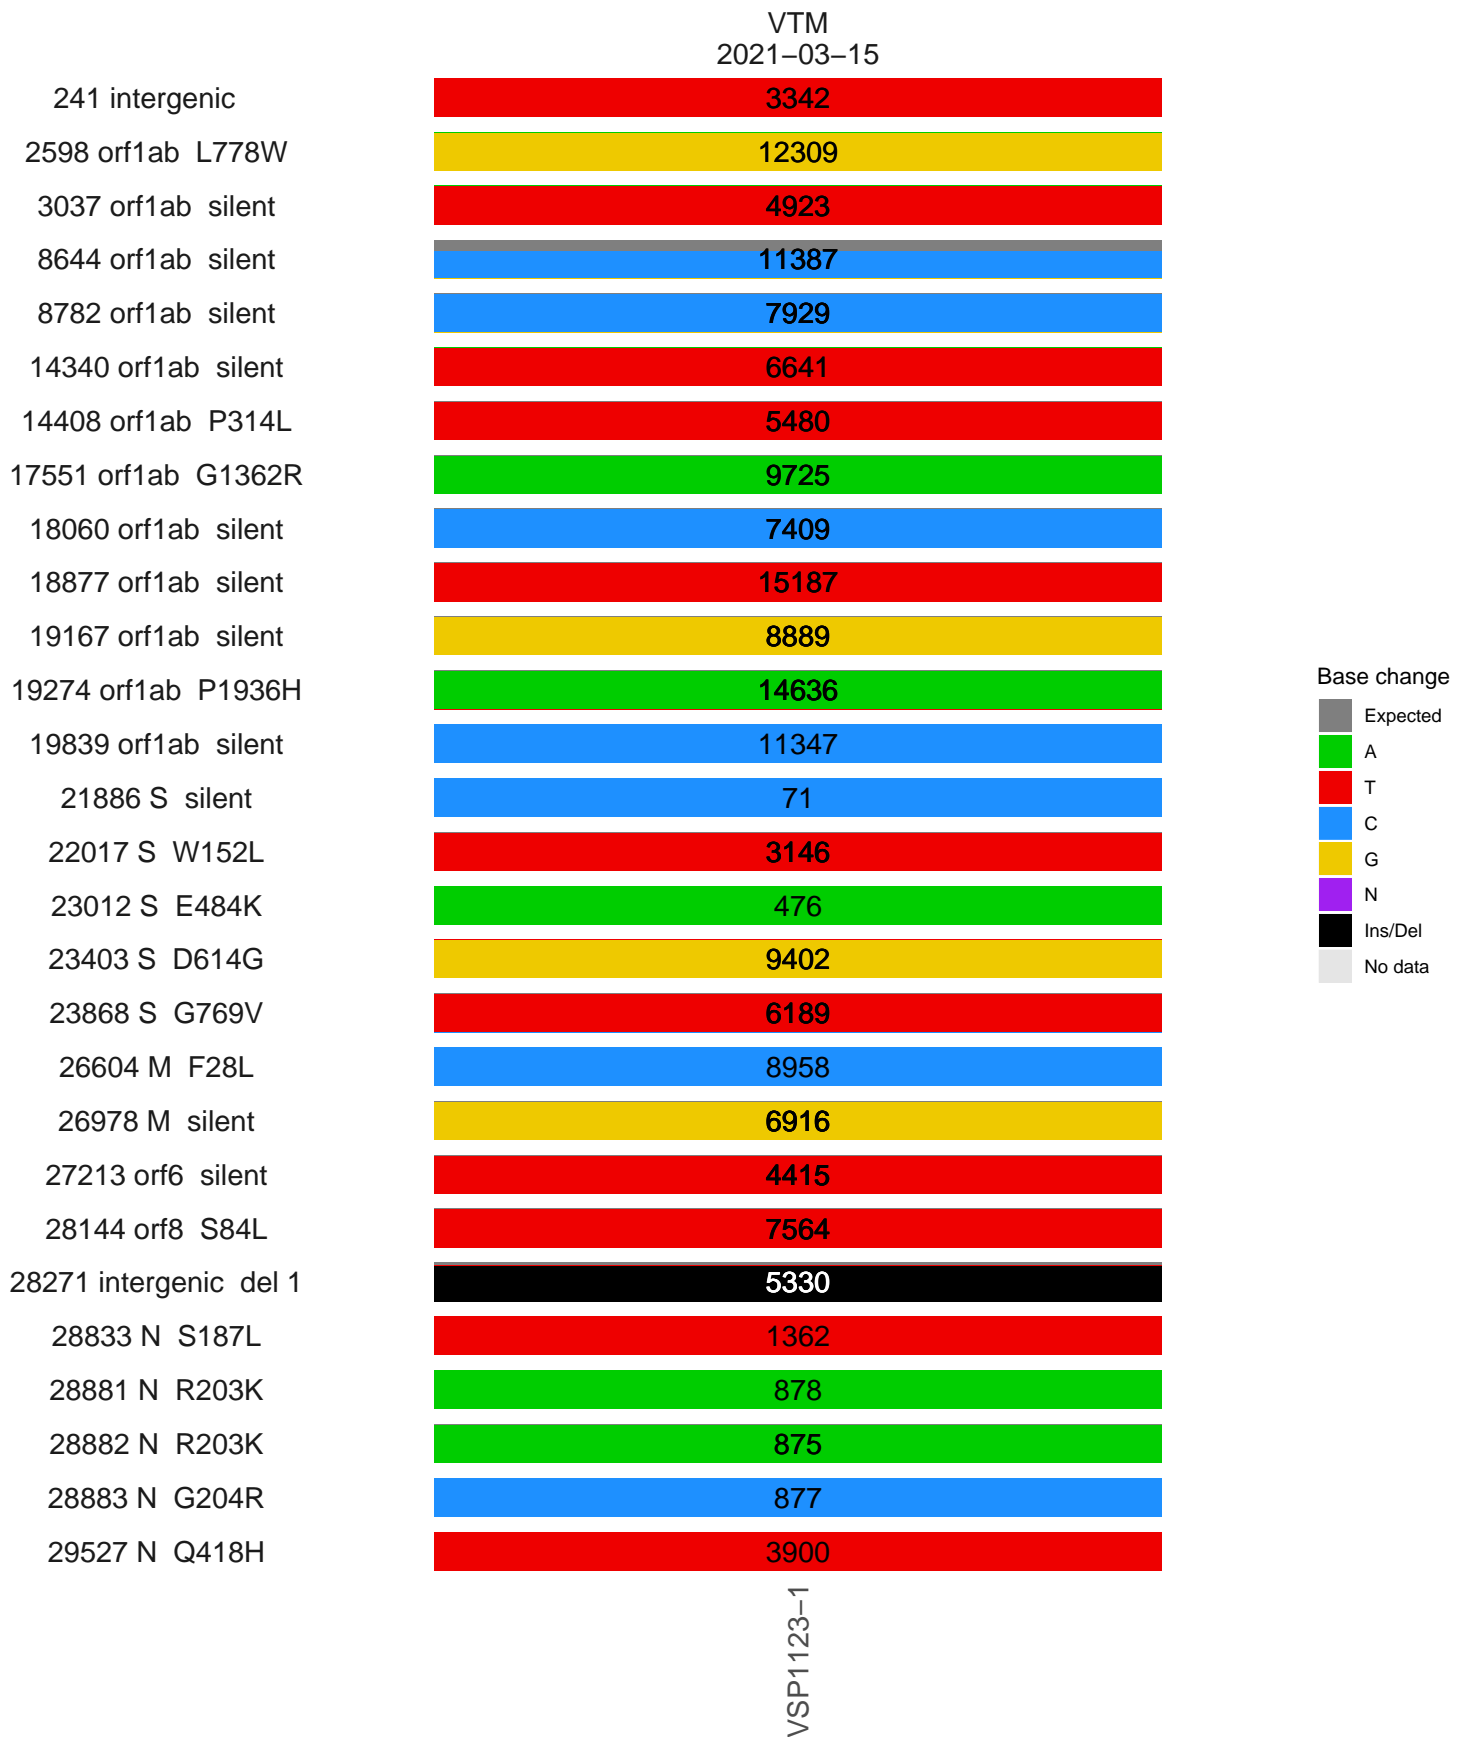 VTM
2021−03−15
241 intergenic 3342
2598 orf1ab L778W 12309
3037 orf1ab silent 4923
8644 orf1ab silent 11387
8782 orf1ab silent 7929
14340 orf1ab silent 6641
14408 orf1ab P314L 5480
17551 orf1ab G1362R 9725
18060 orf1ab silent 7409
18877 orf1ab silent 15187
19167 orf1ab silent 8889
19274 orf1ab P1936H 14636
19839 orf1ab silent 11347
21886 S silent 71
22017 S W152L 3146
23012 S E484K 476
23403 S D614G 9402
23868 S G769V 6189
26604 M F28L 8958
26978 M silent 6916
27213 orf6 silent 4415
28144 orf8 S84L 7564
28271 intergenic del 1 5330
28833 N S187L 1362
28881 N R203K 878
28882 N R203K 875
28883 N G204R 877
29527 N Q418H 3900
VSP1123−1
Base change
Expected
A
T
C
G
N
Ins/Del
No data